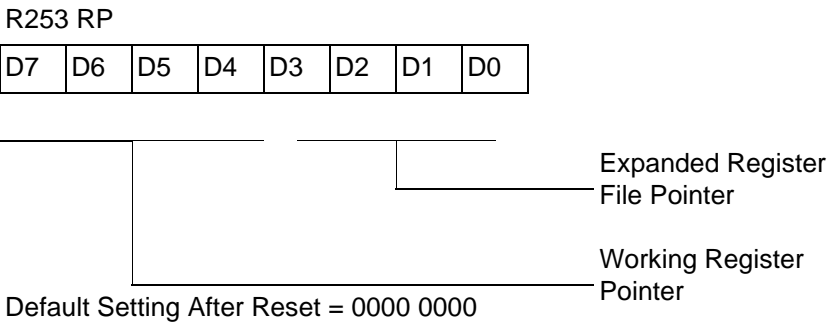 R253 RP
D7 D6 D5 D4 D3 D2 D1 D0
Expanded Register
File Pointer
Working Register
Pointer
Default Setting After Reset = 0000 0000